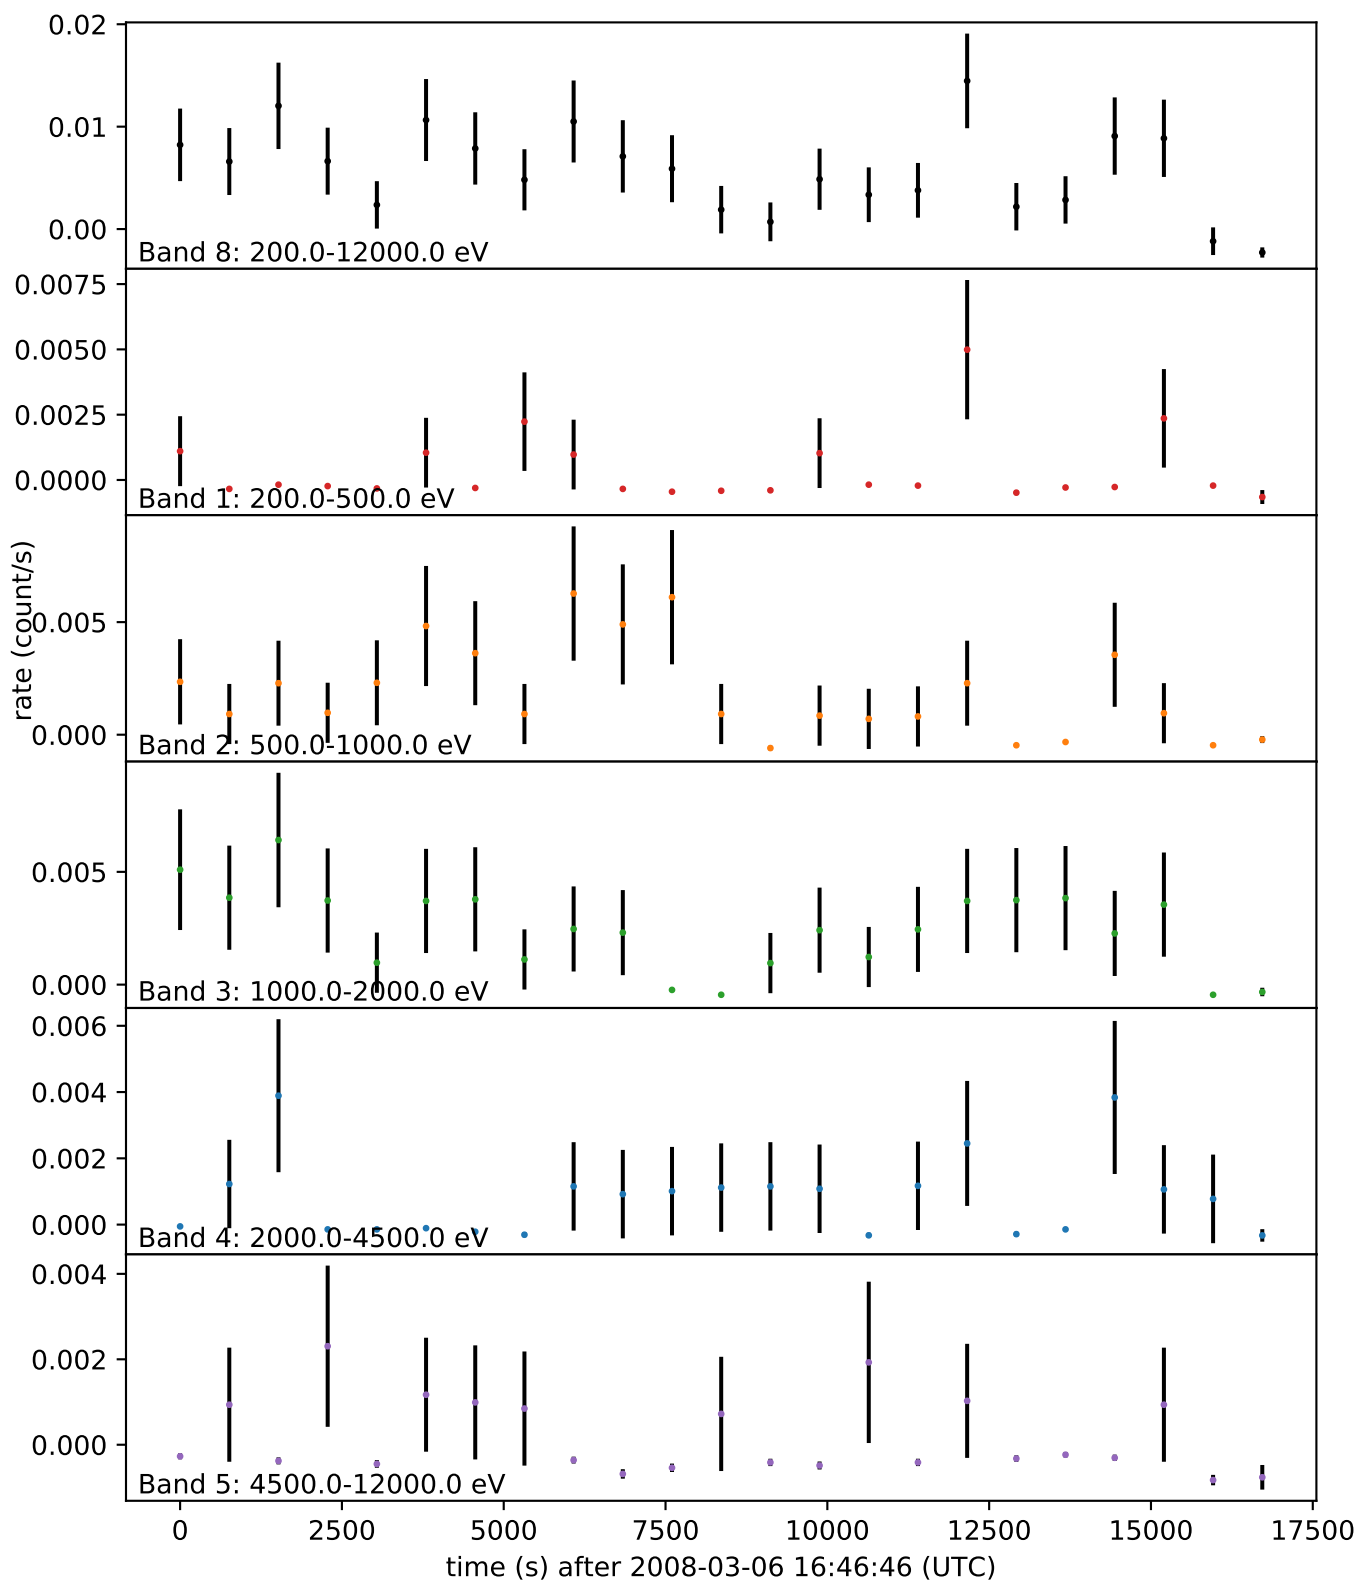 0.02
0.01
0.00
Band 8: 200.0-12000.0 eV
0.0075
0.0050
0.0025
0.0000
Band 1: 200.0-500.0 eV
rate (count/s)
0.005
0.000
Band 2: 500.0-1000.0 eV
0.005
0.000
Band 3: 1000.0-2000.0 eV
0.006
0.004
0.002
0.000
Band 4: 2000.0-4500.0 eV
0.004
0.002
0.000
Band 5: 4500.0-12000.0 eV
0 2500 5000 7500 10000 12500 15000 17500
time (s) after 2008-03-06 16:46:46 (UTC)